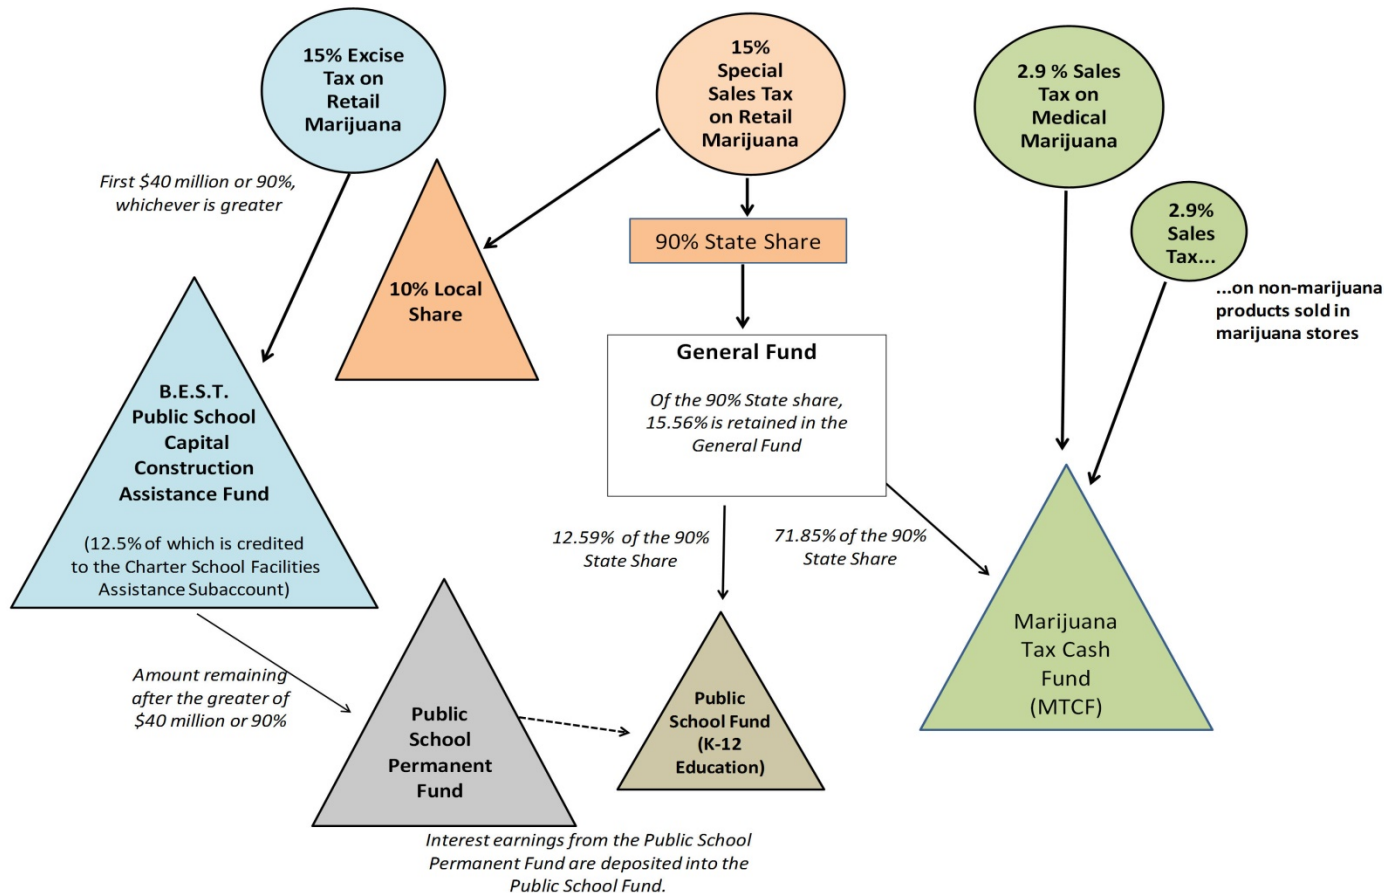 15% Excise
Tax on
Retail
Marijuana
15%
Special
Sales Tax
on Retail
Marijuana
2.9 % Sales
Tax on
Medical
Marijuana
First $40 million or 90%,
whichever is greater
2.9%
Sales
Tax...
...on non-marijuana
products sold in
marijuana stores
90% State Share
10% Local
Share
General Fund
Of the 90% State share,
15.56% is retained in the
General Fund
B.E.S.T.
Public School
Capital
Construction
Assistance Fund
(12.5% of which is credited
to the Charter School Facilities
Assistance Subaccount)
12.59% of the 90%
State Share
71.85% of the 90%
State Share
Amount remaining
after the greater of
$40 million or 90%
Public
School
Permanent
Fund
Public
School Fund
(K-12
Education)
Marijuana
Tax Cash
Fund
(MTCF)
Interest earnings from the Public School
Permanent Fund are deposited into the
Public School Fund.